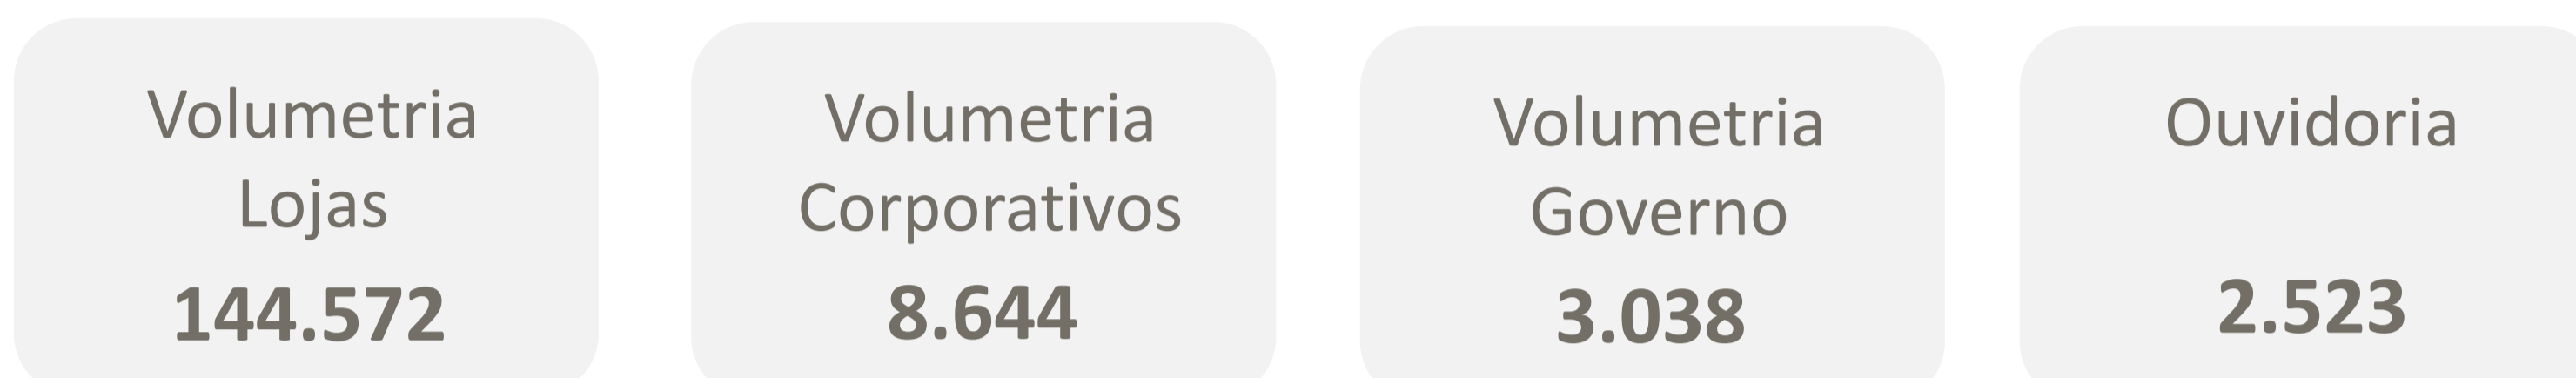 Volumetria
Lojas
144.572
Volumetria
Corporativos
8.644
Volumetria
Governo
3.038
Ouvidoria
2.523